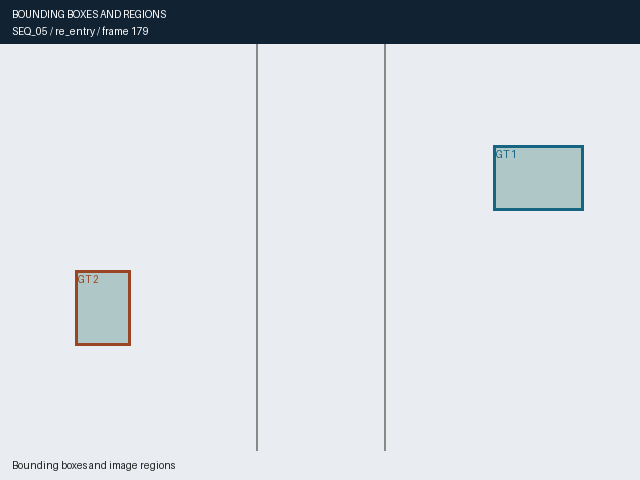 BOUNDING BOXES AND REGIONS
SEQ_05 / re_entry / frame 179
GT1
GT2
Bounding boxes and image regions